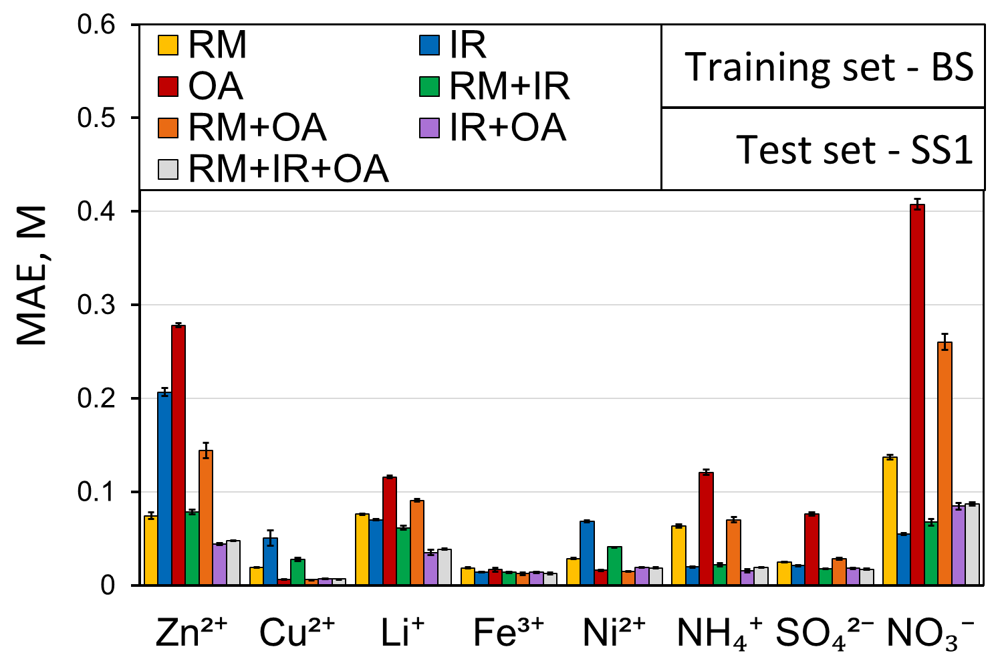 0.6
0.5
0.4
0.3
0.2
0.1
0
MAE, M
RM
IR
OA
RM+IR
RM+OA
IR+OA
RM+IR+OA
Training set - BS
Test set - SS1
Zn²⁺ Cu²⁺ Li⁺ Fe³⁺ Ni²⁺ NH₄⁺ SO₄²⁻ NO₃⁻